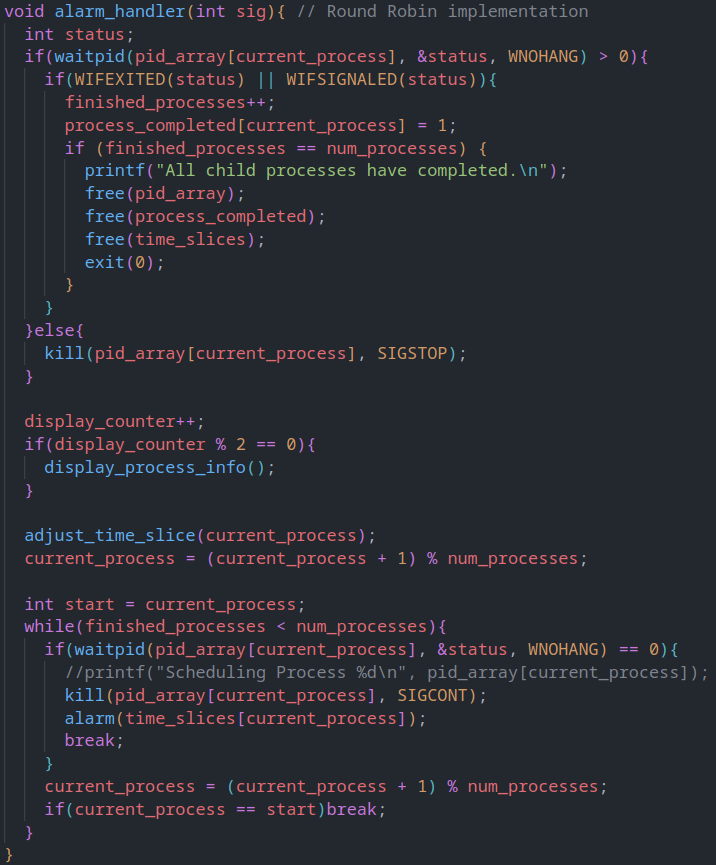 void alarm_handler(int sig){ // Round Robin implementation
  int status;
  if(waitpid(pid_array[current_process], &status, WNOHANG) > 0){
    if(WIFEXITED(status) || WIFSIGNALED(status)){
      finished_processes++;
      process_completed[current_process] = 1;
      if (finished_processes == num_processes) {
        printf("All child processes have completed.\n");
        free(pid_array);
        free(process_completed);
        free(time_slices);
        exit(0);
      }
    }
  }else{
    kill(pid_array[current_process], SIGSTOP);
  }

  display_counter++;
  if(display_counter % 2 == 0){
    display_process_info();
  }

  adjust_time_slice(current_process);
  current_process = (current_process + 1) % num_processes;

  int start = current_process;
  while(finished_processes < num_processes){
    if(waitpid(pid_array[current_process], &status, WNOHANG) == 0){
      //printf("Scheduling Process %d\n", pid_array[current_process]);
      kill(pid_array[current_process], SIGCONT);
      alarm(time_slices[current_process]);
      break;
    }
    current_process = (current_process + 1) % num_processes;
    if(current_process == start)break;
  }
}